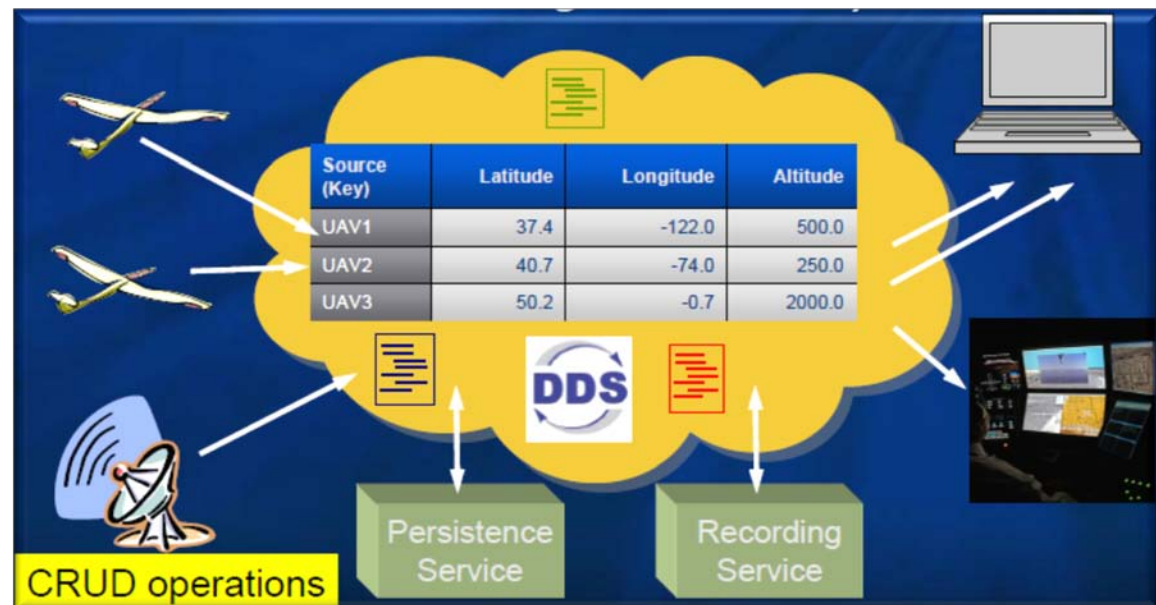 Source
(Key) Latitude Longitude Altitude
UAV1 37.4 -122.0 500.0
UAV2 40.7 -74.0 250.0
UAV3 50.2 -0.7 2000.0
DDS
Persistence
Service
Recording
Service
CRUD operations